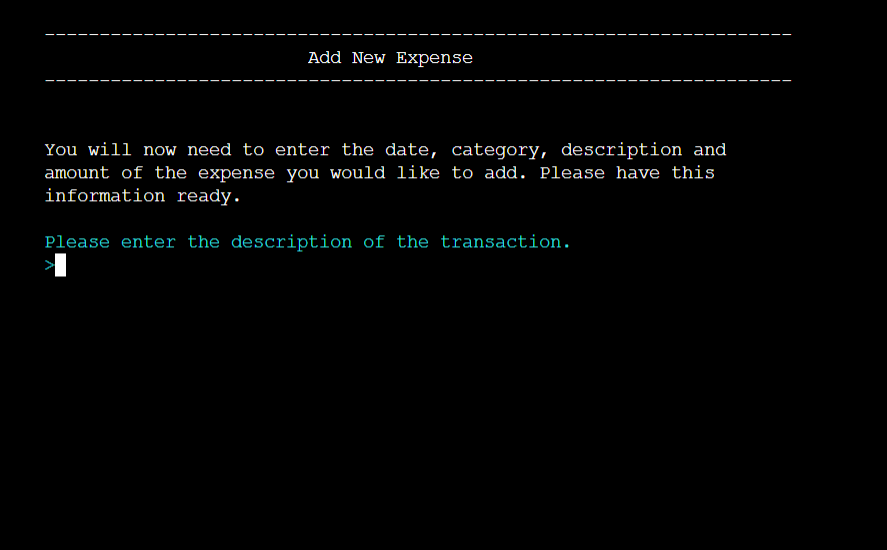 --------------------------------------------------------------------
Add New Expense
--------------------------------------------------------------------
You will now need to enter the date, category, description and
amount of the expense you would like to add. Please have this
information ready.
Please enter the description of the transaction.
>